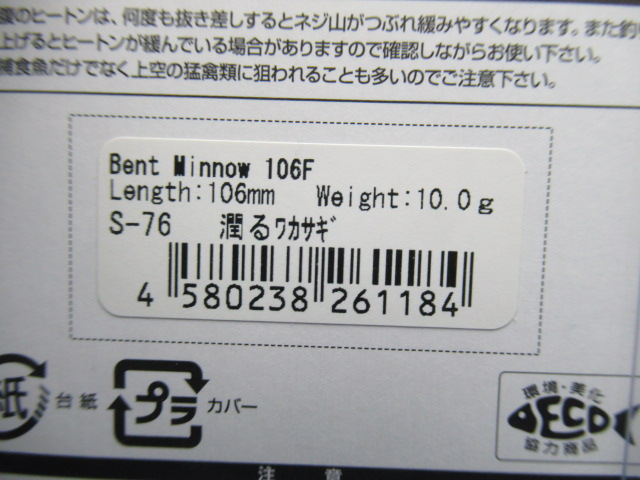 腹のヒートンは、何度も抜き差しするとネジ山がつぶれ緩みやすくなります。また釣り
上げるとヒートンが緩んでいる場合がありますので確認しながらお使い下さい。
捕食魚だけでなく上空の猛禽類に狙われることも多いのでご注意下さい。
Bent Minnow 106F
Length:106mm Weight:10.0g
S-76 潤るﾜｶｻｷﾞ
4 580238 261184
紙 台紙 プラ カバー
環境・美化
ECO
協力商品
注意